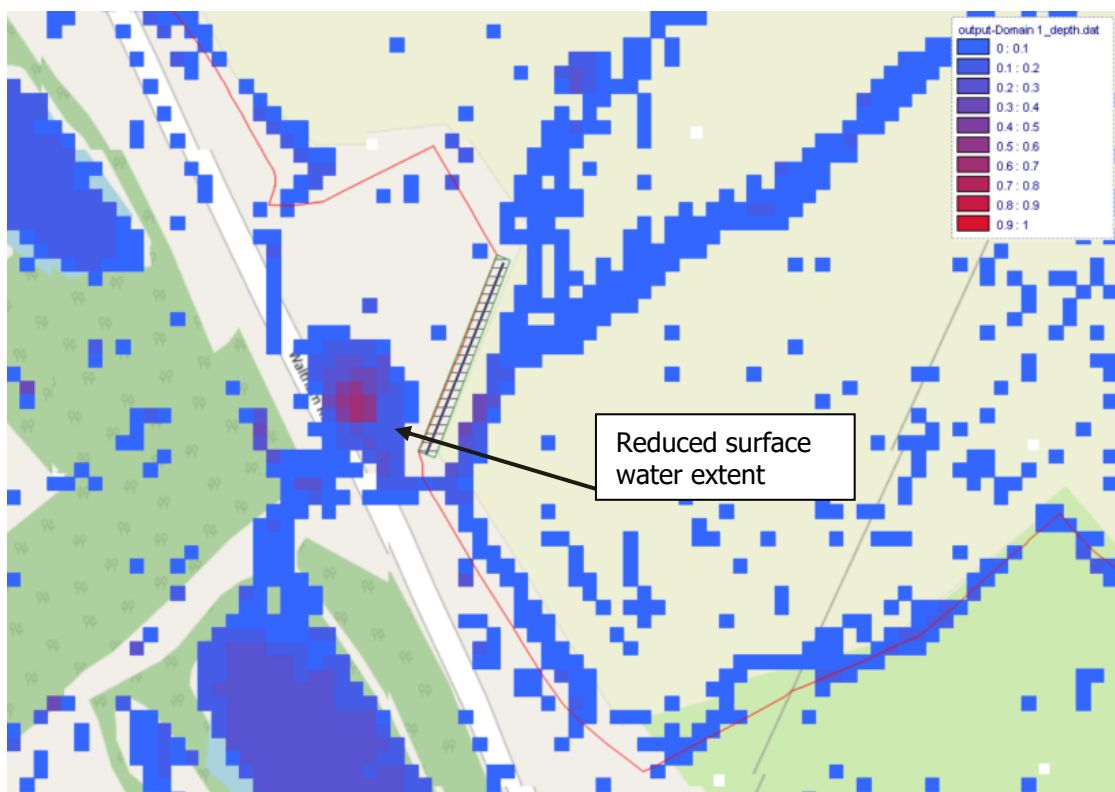 output-Domain 1_depth.dat
0 : 0.1
0.1 : 0.2
0.2 : 0.3
0.3 : 0.4
0.4 : 0.5
0.5 : 0.6
0.6 : 0.7
0.7 : 0.8
0.8 : 0.9
0.9 : 1
Reduced surface
water extent